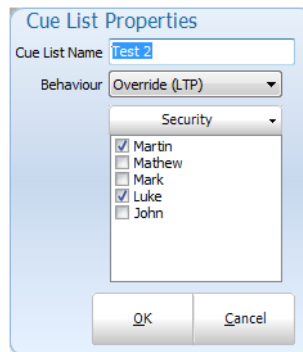 Cue List Properties
Cue List Name Test 2
Behaviour Override (LTP)
Security
Martin
Mathew
Mark
Luke
John
OK Cancel